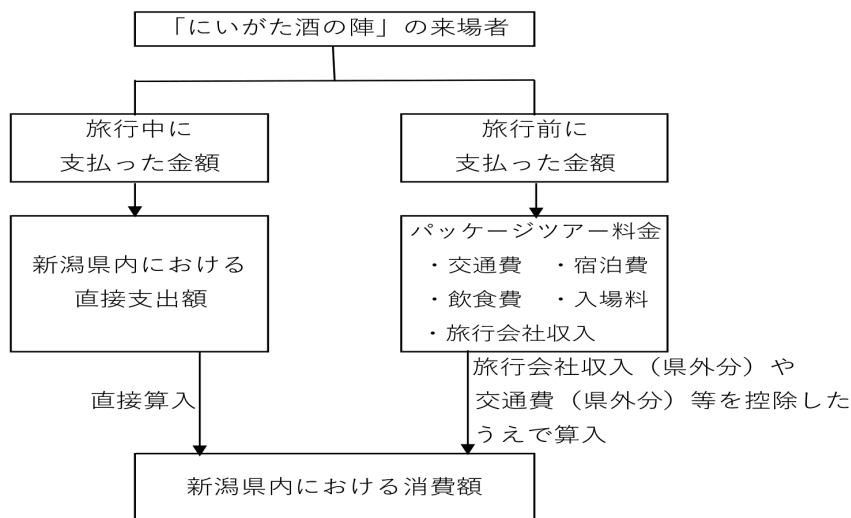 「にいがた酒の陣」の来場者
旅行中に
支払った金額
旅行前に
支払った金額
新潟県内における
直接支出額
パッケージツアー料金
・交通費　・宿泊費
・飲食費　・入場料
・旅行会社収入
直接算入
旅行会社収入（県外分）や
交通費（県外分）等を控除した
うえで算入
新潟県内における消費額